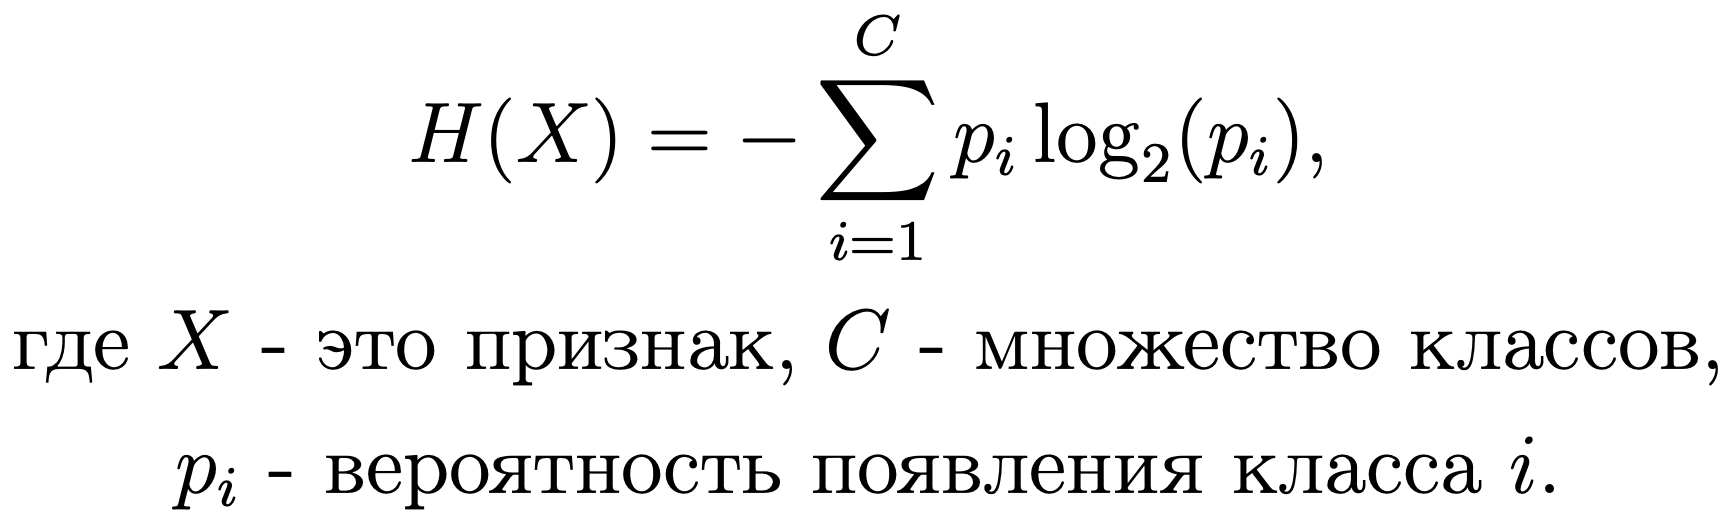 H(X) = -\sum_{i=1}^{C} p_i \log_2(p_i),
где X - это признак, C - множество классов,
p_i - вероятность появления класса i.